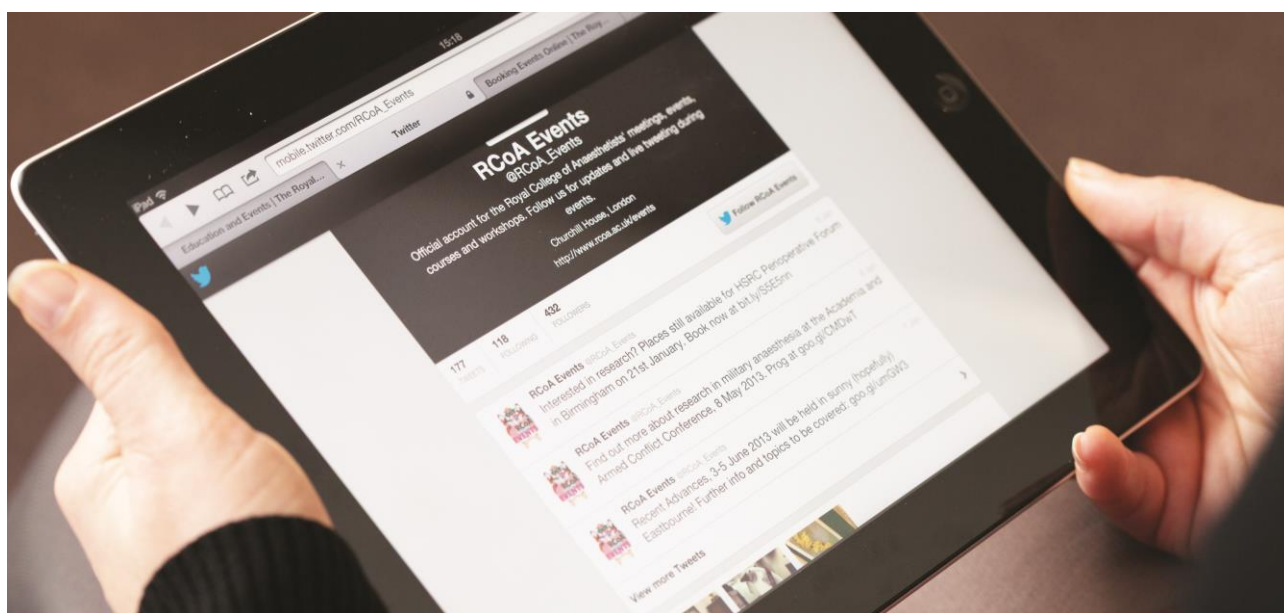 iPad
15:18
mobile.twitter.com/RCoA_Events
Education and Events | The Royal...
×
Twitter
Booking Events Online | The Roy...
RCoA Events
@RCoA_Events
Official account for the Royal College of Anaesthetists' meetings, events,
courses and workshops. Follow us for updates and live tweeting during
events.
Churchill House, London
http://www.rcoa.ac.uk/events
177
TWEETS
118
FOLLOWING
432
FOLLOWERS
Follow RCoA Events
RCoA Events @RCoA_Events
Interested in research? Places still available for HSRC Perioperative Forum
in Birmingham on 21st January. Book now at bit.ly/S5E5nn
RCoA Events @RCoA_Events
Find out more about research in military anaesthesia at the Academia and
Armed Conflict Conference, 8 May 2013. Prog at goo.gl/CMDwT
RCoA Events @RCoA_Events
Recent Advances, 3-5 June 2013 will be held in sunny (hopefully)
Eastbourne! Further info and topics to be covered: goo.gl/umGW3
View more Tweets